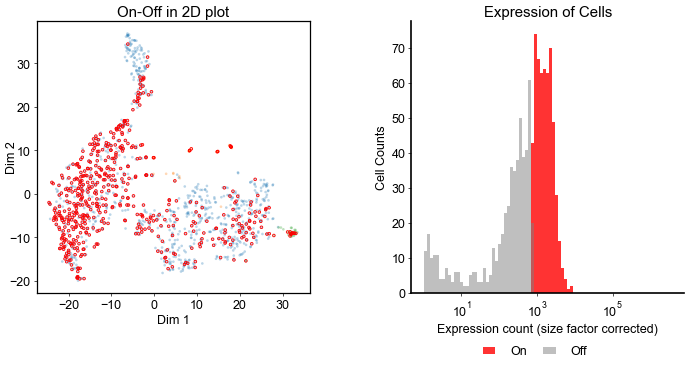 On-Off in 2D plot
Dim 2
30
20
10
0
−10
−20
−20 −10 0 10 20 30
Dim 1
Expression of Cells
Cell Counts
70
60
50
40
30
20
10
0
10^1 10^3 10^5
Expression count (size factor corrected)
On Off